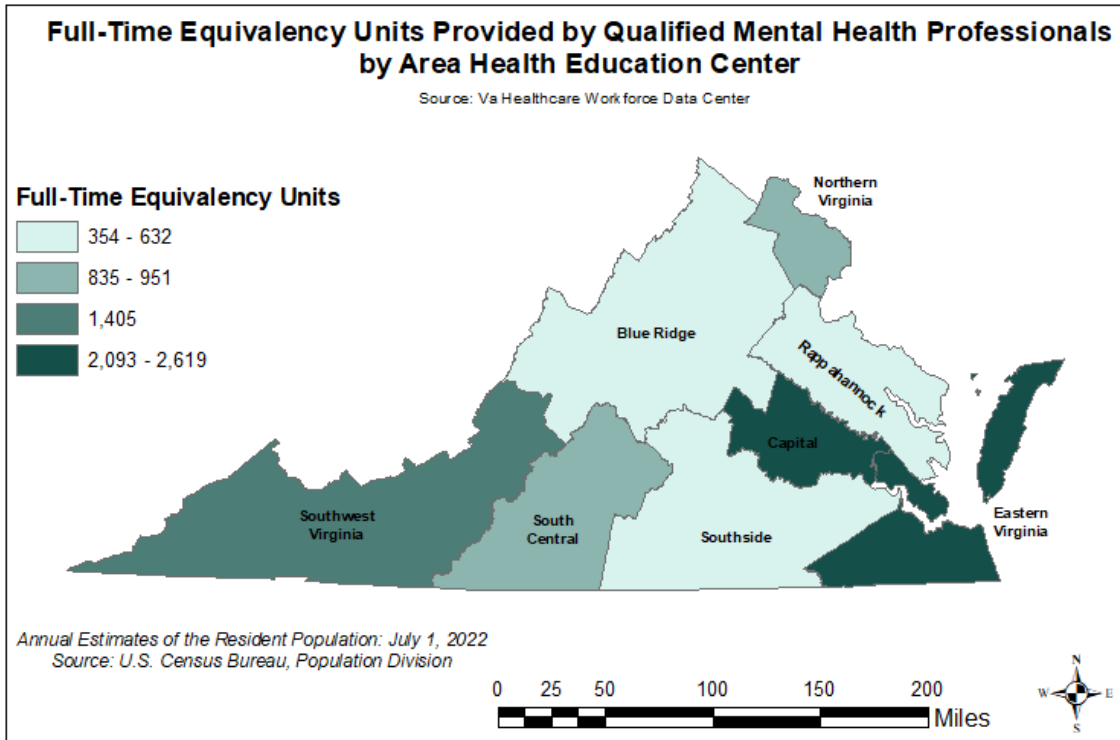 Full-Time Equivalency Units Provided by Qualified Mental Health Professionals
by Area Health Education Center
Source: Va Healthcare Workforce Data Center
Full-Time Equivalency Units
354 - 632
835 - 951
1,405
2,093 - 2,619
Northern
Virginia
Blue Ridge
Rappahannock
Capital
Southwest
Virginia
South
Central
Southside
Eastern
Virginia
Annual Estimates of the Resident Population: July 1, 2022
Source: U.S. Census Bureau, Population Division
0 25 50 100 150 200
Miles
N
W E
S